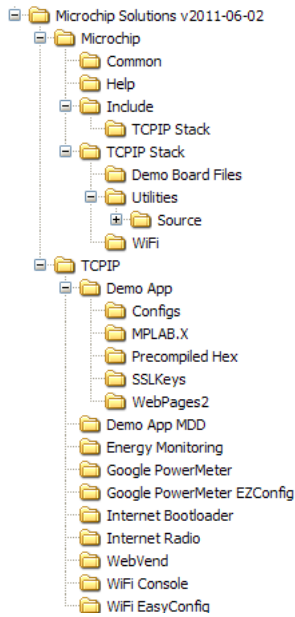 Microchip Solutions v2011-06-02
Microchip
Common
Help
Include
TCPIP Stack
TCPIP Stack
Demo Board Files
Utilities
Source
WiFi
TCPIP
Demo App
Configs
MPLAB.X
Precompiled Hex
SSLKeys
WebPages2
Demo App MDD
Energy Monitoring
Google PowerMeter
Google PowerMeter EZConfig
Internet Bootloader
Internet Radio
WebVend
WiFi Console
WiFi EasyConfig